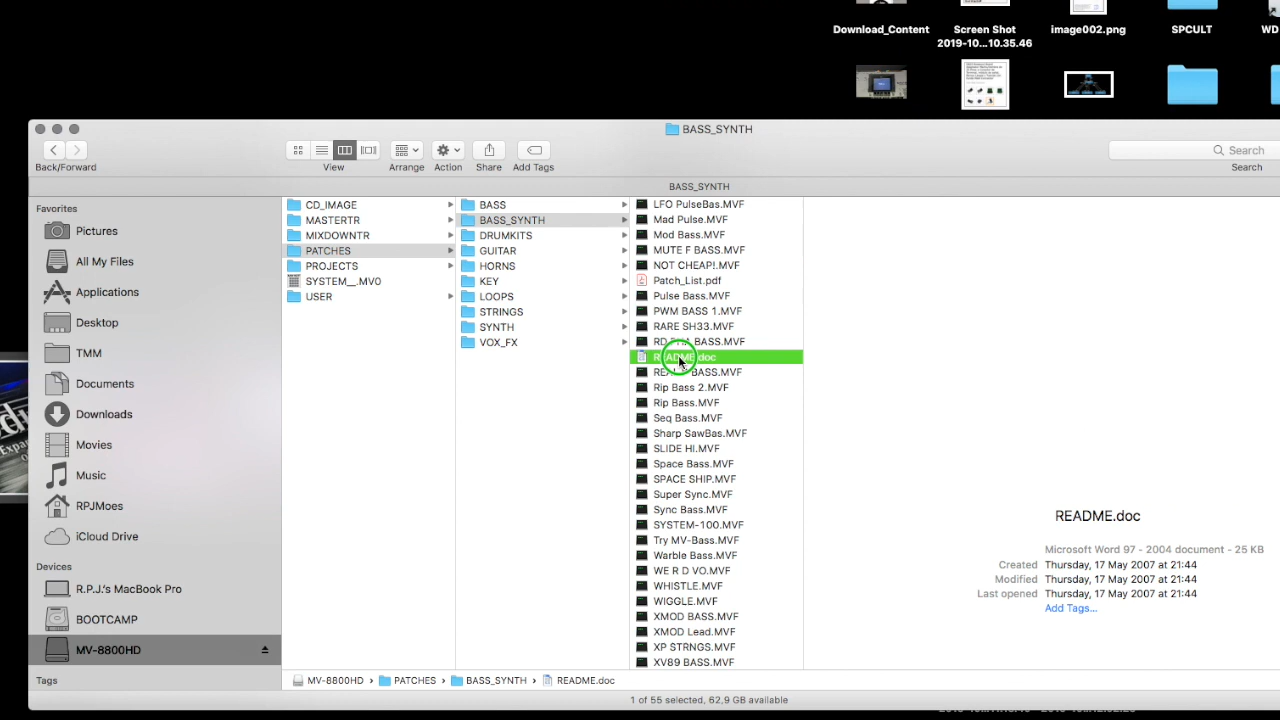 Download_Content
Screen Shot
2019-10...10.35.46
image002.png
SPCULT
WD
BASS_SYNTH
Back/Forward
View
Arrange
Action
Share
Add Tags
Search
Search
BASS_SYNTH
Favorites
Pictures
All My Files
Applications
Desktop
TMM
Documents
Downloads
Movies
Music
RPJMoes
iCloud Drive
Devices
R.P.J.'s MacBook Pro
BOOTCAMP
MV-8800HD
Tags
CD_IMAGE
MASTERTR
MIXDOWNTR
PATCHES
PROJECTS
SYSTEM__.MV0
USER
BASS
BASS_SYNTH
DRUMKITS
GUITAR
HORNS
KEY
LOOPS
STRINGS
SYNTH
VOX_FX
LFO PulseBas.MVF
Mad Pulse.MVF
Mod Bass.MVF
MUTE F BASS.MVF
NOT CHEAP!.MVF
Patch_List.pdf
Pulse Bass.MVF
PWM BASS 1.MVF
RARE SH33.MVF
BASS.MVF
README.doc
BASS.MVF
Rip Bass 2.MVF
Rip Bass.MVF
Seq Bass.MVF
Sharp SawBas.MVF
SLIDE HI.MVF
Space Bass.MVF
SPACE SHIP.MVF
Super Sync.MVF
Sync Bass.MVF
SYSTEM-100.MVF
Try MV-Bass.MVF
Warble Bass.MVF
WE R D VO.MVF
WHISTLE.MVF
WIGGLE.MVF
XMOD BASS.MVF
XMOD Lead.MVF
XP STRNGS.MVF
XV89 BASS.MVF
README.doc
Microsoft Word 97 - 2004 document - 25 KB
Created Thursday, 17 May 2007 at 21:44
Modified Thursday, 17 May 2007 at 21:44
Last opened Thursday, 17 May 2007 at 21:44
Add Tags...
MV-8800HD › PATCHES › BASS_SYNTH › README.doc
1 of 55 selected, 62,9 GB available